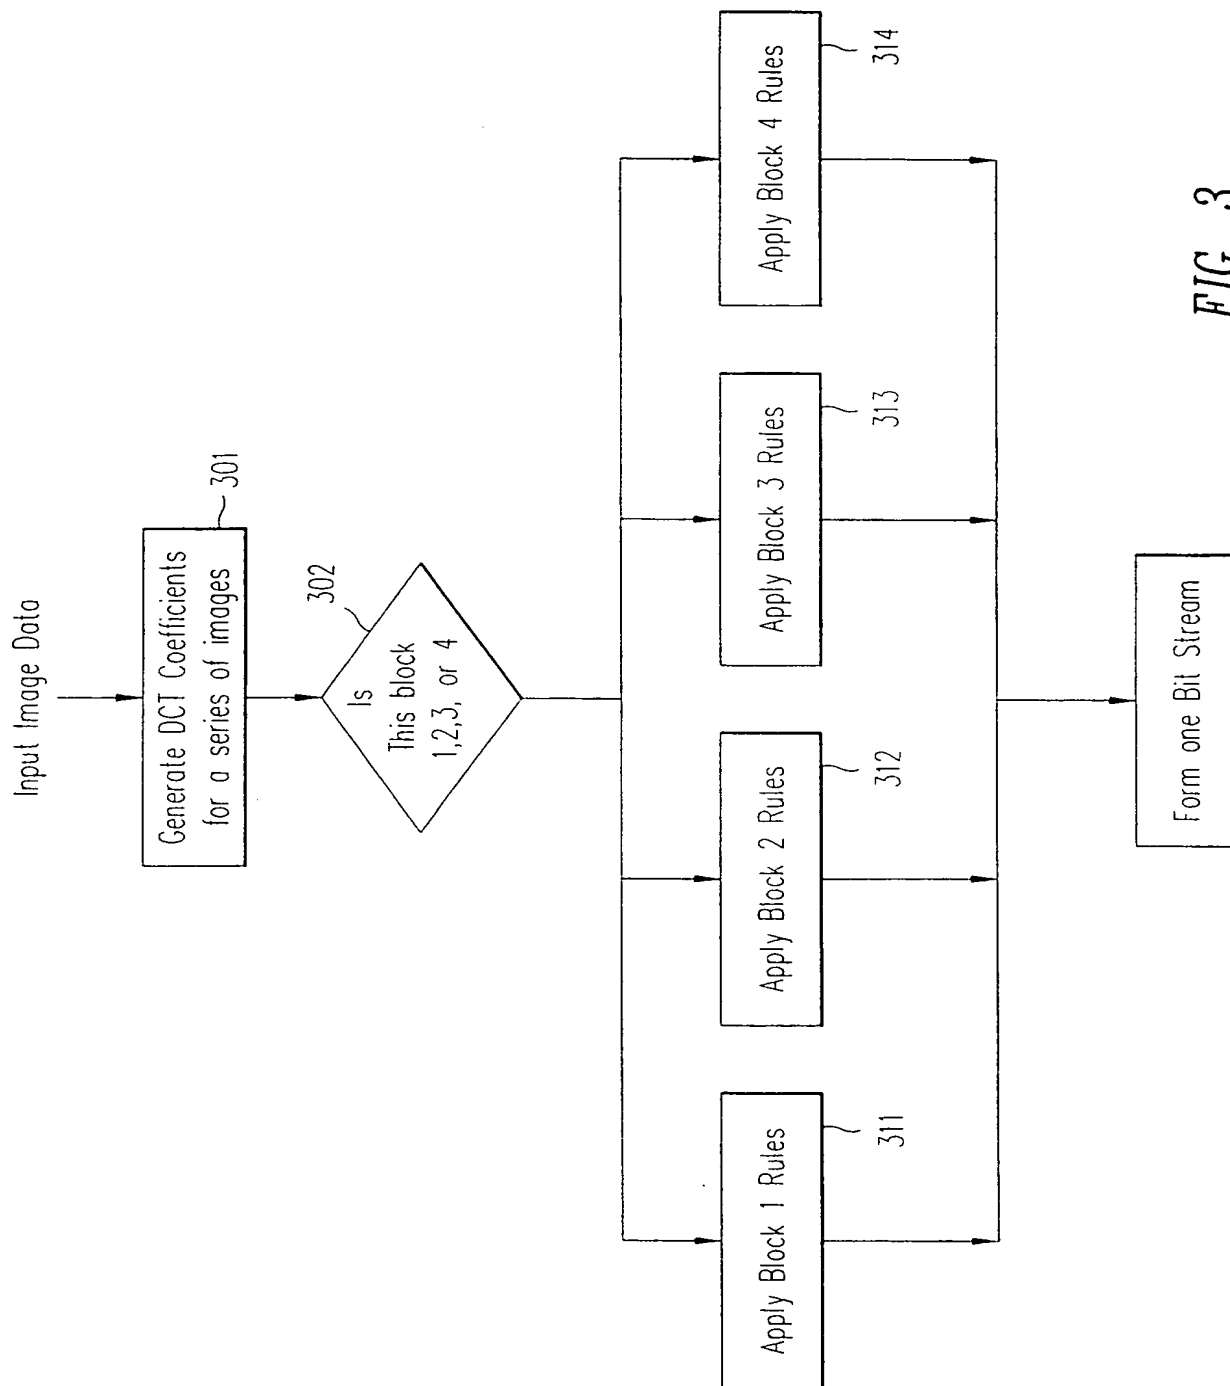 Input Image Data
Generate DCT Coefficients
for a series of images
301
302
Is
This block
1,2,3, or 4
Apply Block 1 Rules
311
Apply Block 2 Rules
312
Apply Block 3 Rules
313
Apply Block 4 Rules
314
Form one Bit Stream
FIG. 3